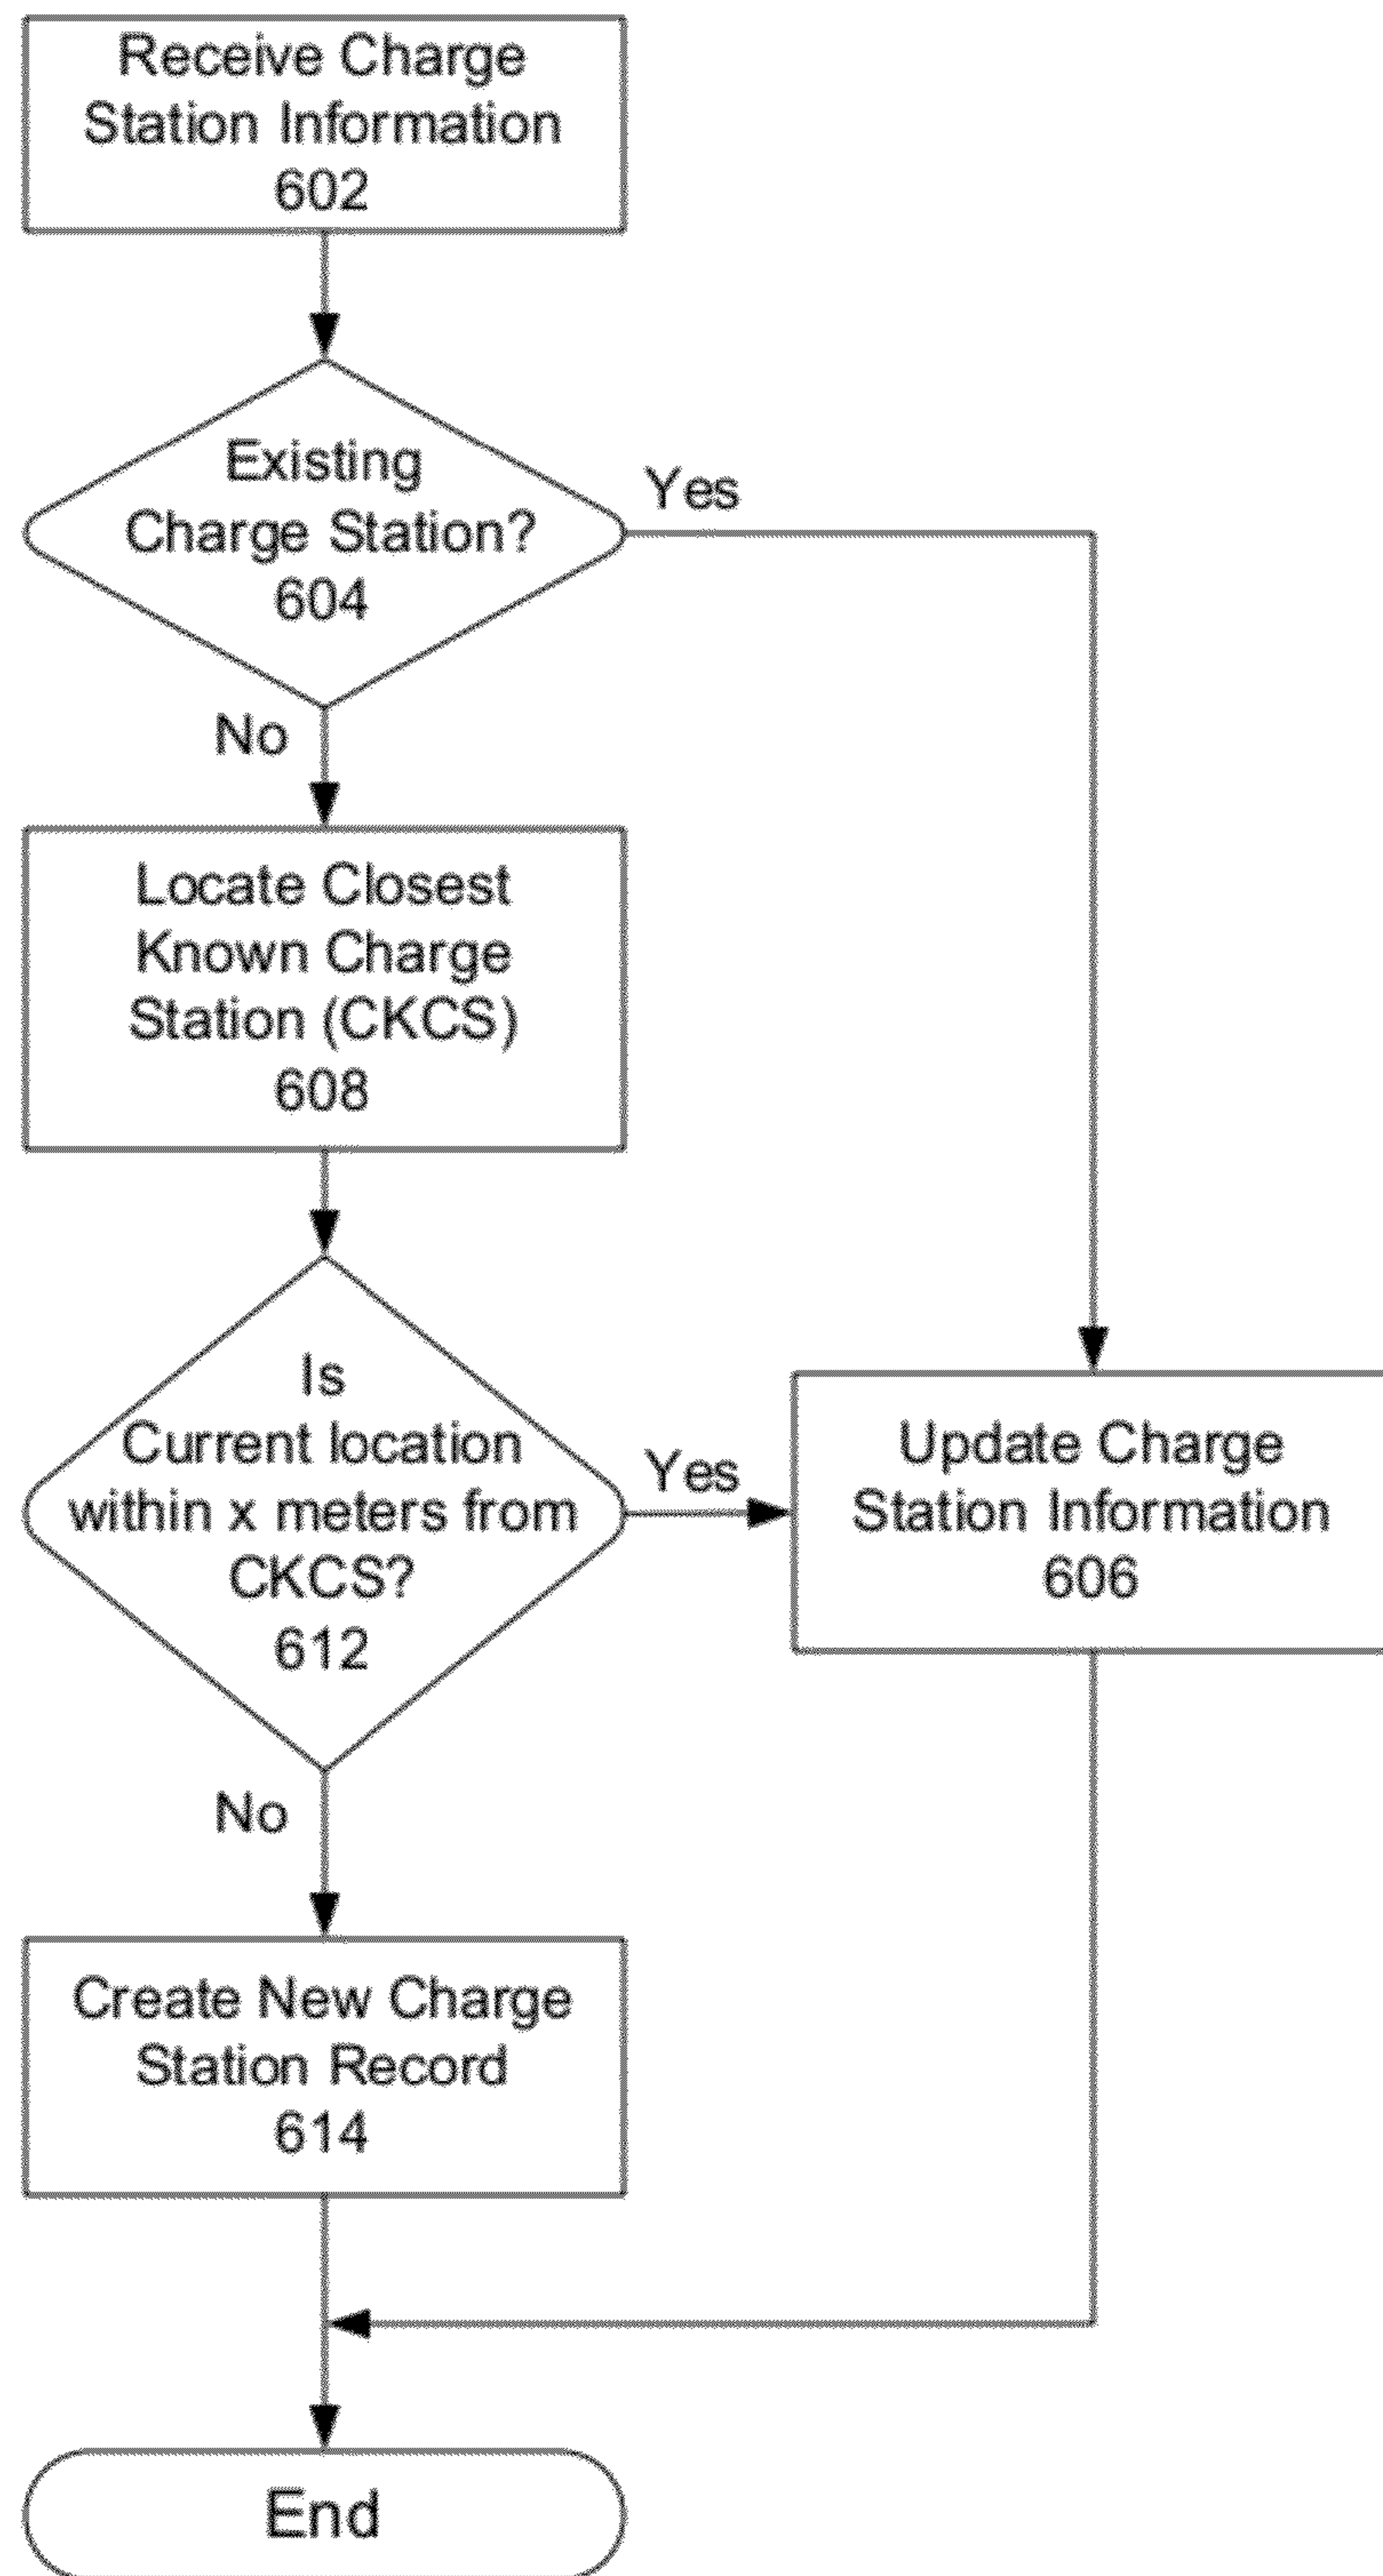 Receive Charge
Station Information
602
Existing
Charge Station?
604
Yes
No
Locate Closest
Known Charge
Station (CKCS)
608
Is
Current location
within x meters from
CKCS?
612
Yes
Update Charge
Station Information
606
No
Create New Charge
Station Record
614
End